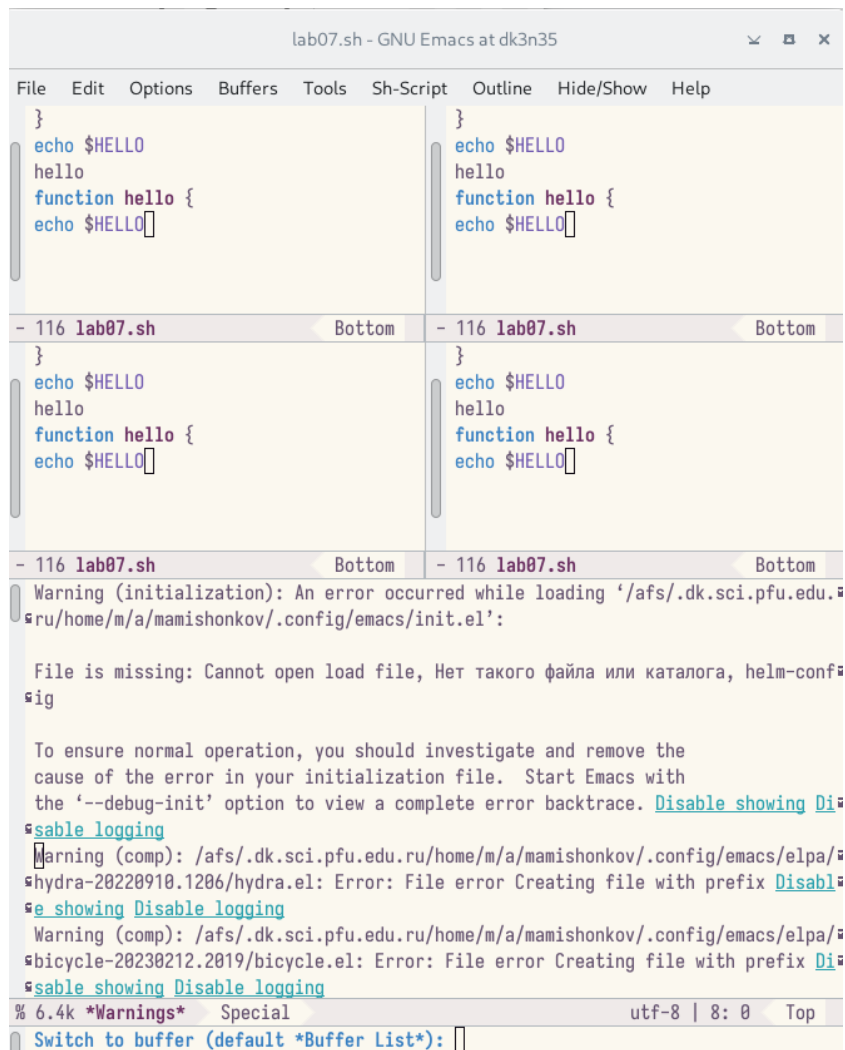 lab07.sh - GNU Emacs at dk3n35
File Edit Options Buffers Tools Sh-Script Outline Hide/Show Help
}
echo $HELLO
hello
function hello {
echo $HELLO
- 116 lab07.sh Bottom
}
echo $HELLO
hello
function hello {
echo $HELLO
- 116 lab07.sh Bottom
}
echo $HELLO
hello
function hello {
echo $HELLO
- 116 lab07.sh Bottom
}
echo $HELLO
hello
function hello {
echo $HELLO
- 116 lab07.sh Bottom
Warning (initialization): An error occurred while loading ‘/afs/.dk.sci.pfu.edu.
ru/home/m/a/mamishonkov/.config/emacs/init.el’:
File is missing: Cannot open load file, Нет такого файла или каталога, helm-conf
ig
To ensure normal operation, you should investigate and remove the
cause of the error in your initialization file.  Start Emacs with
the ‘--debug-init’ option to view a complete error backtrace. Disable showing Di
sable logging
Warning (comp): /afs/.dk.sci.pfu.edu.ru/home/m/a/mamishonkov/.config/emacs/elpa/
hydra-20220910.1206/hydra.el: Error: File error Creating file with prefix Disabl
e showing Disable logging
Warning (comp): /afs/.dk.sci.pfu.edu.ru/home/m/a/mamishonkov/.config/emacs/elpa/
bicycle-20230212.2019/bicycle.el: Error: File error Creating file with prefix Di
sable showing Disable logging
% 6.4k *Warnings* Special utf-8 | 8: 0 Top
Switch to buffer (default *Buffer List*):